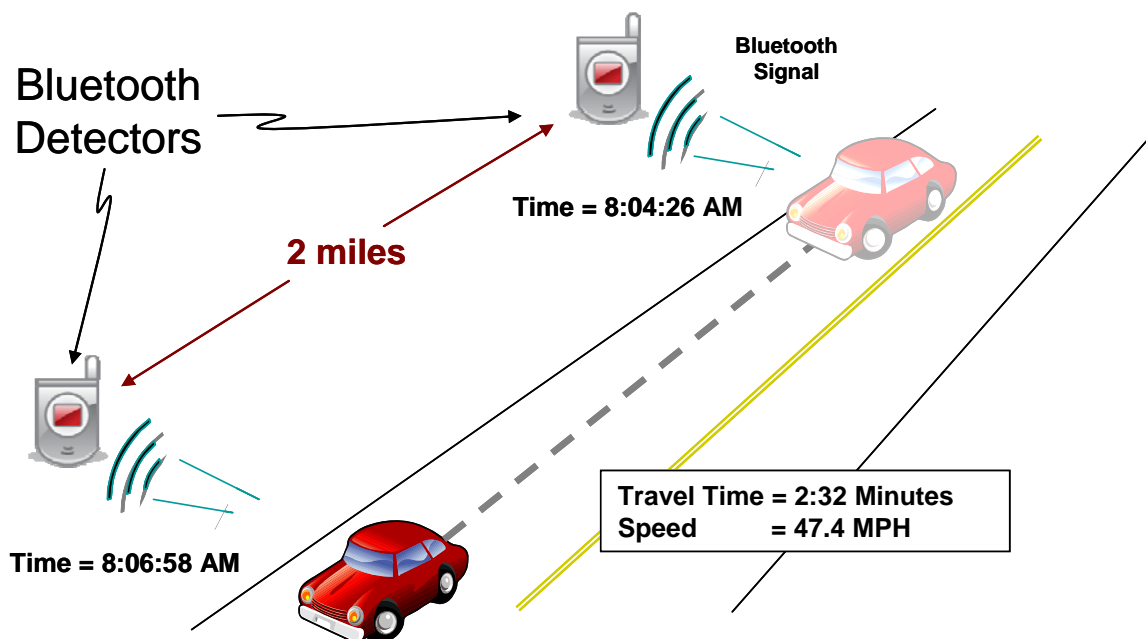 Bluetooth
Detectors
Bluetooth
Signal
Time = 8:04:26 AM
2 miles
Time = 8:06:58 AM
Travel Time = 2:32 Minutes
Speed = 47.4 MPH